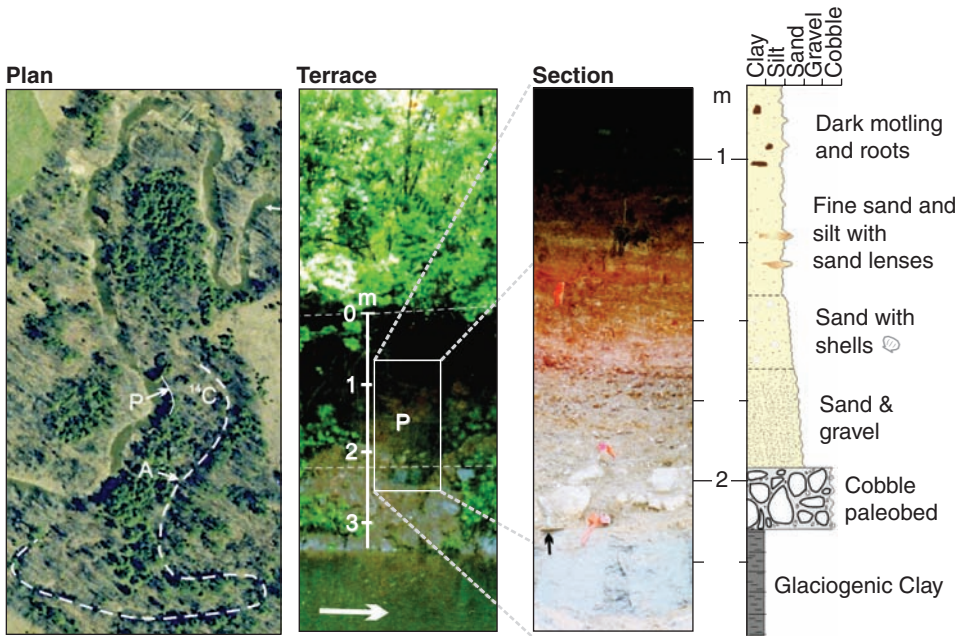 Plan
P
14C
A
Terrace
m
0
1
2
3
P
Section
m
1
2
Clay
Silt
Sand
Gravel
Cobble
Dark motling
and roots
Fine sand and
silt with
sand lenses
Sand with
shells
Sand &
gravel
Cobble
paleobed
Glaciogenic Clay